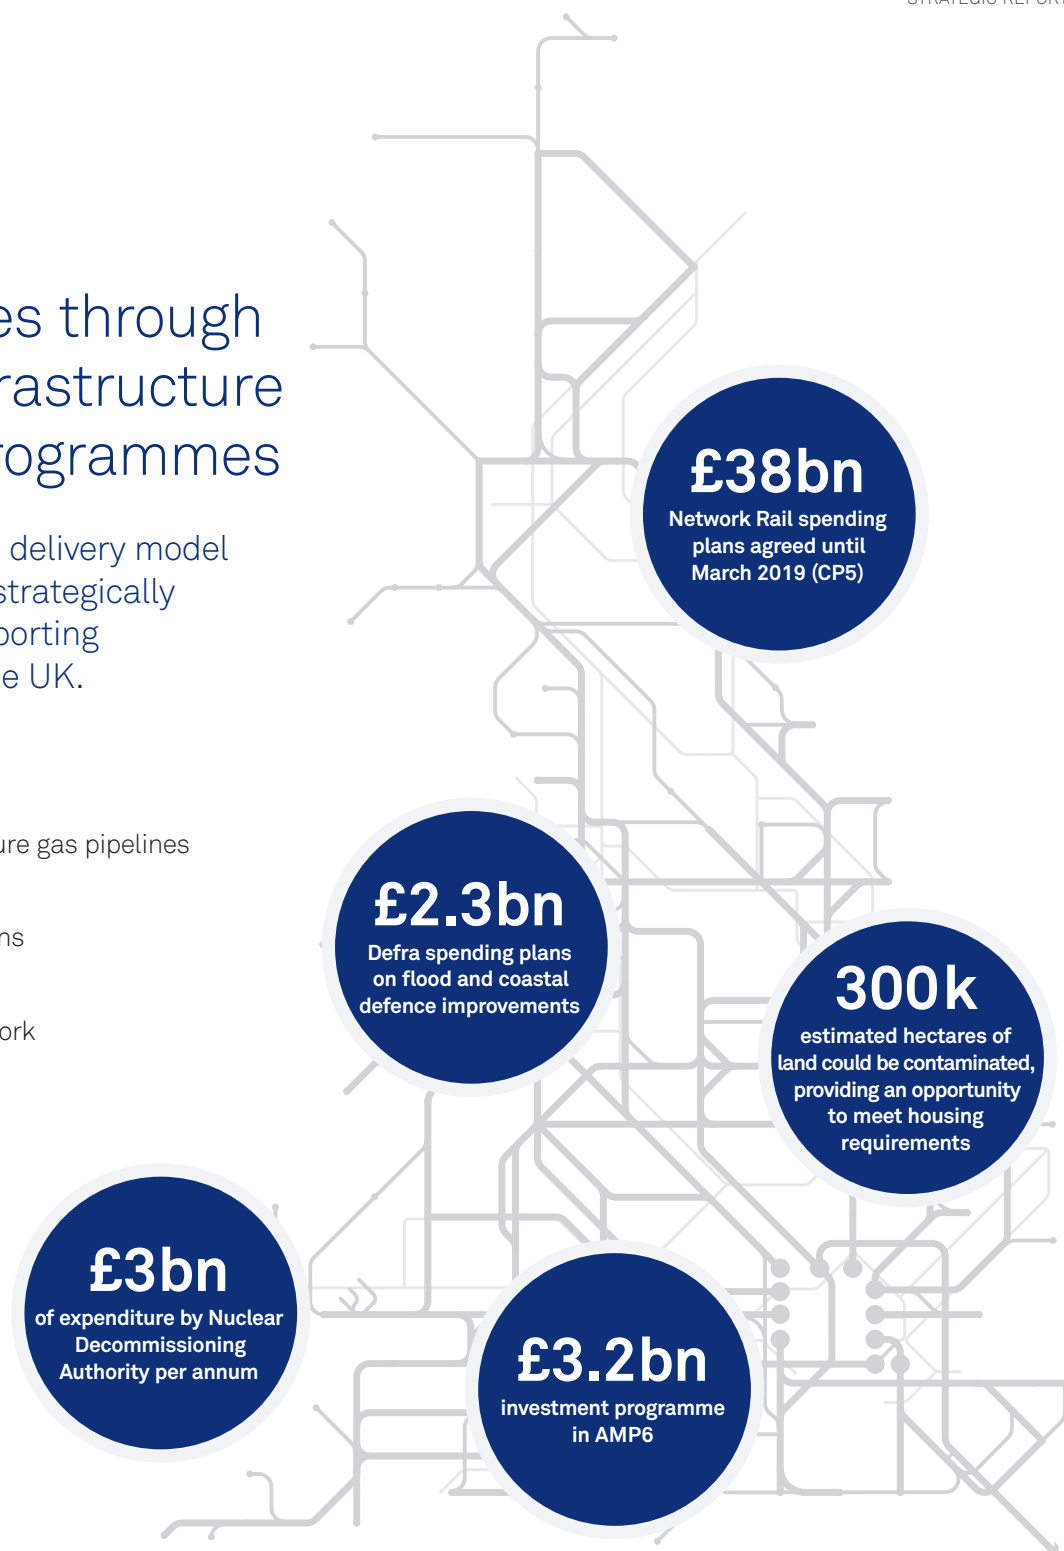 STRATEGIC REPORT
es through
rastructure
rogrammes
delivery model
strategically
porting
e UK.
£38bn
Network Rail spending
plans agreed until
March 2019 (CP5)
ure gas pipelines
ns
ork
£2.3bn
Defra spending plans
on flood and coastal
defence improvements
300k
estimated hectares of
land could be contaminated,
providing an opportunity
to meet housing
requirements
£3bn
of expenditure by Nuclear
Decommissioning
Authority per annum
£3.2bn
investment programme
in AMP6